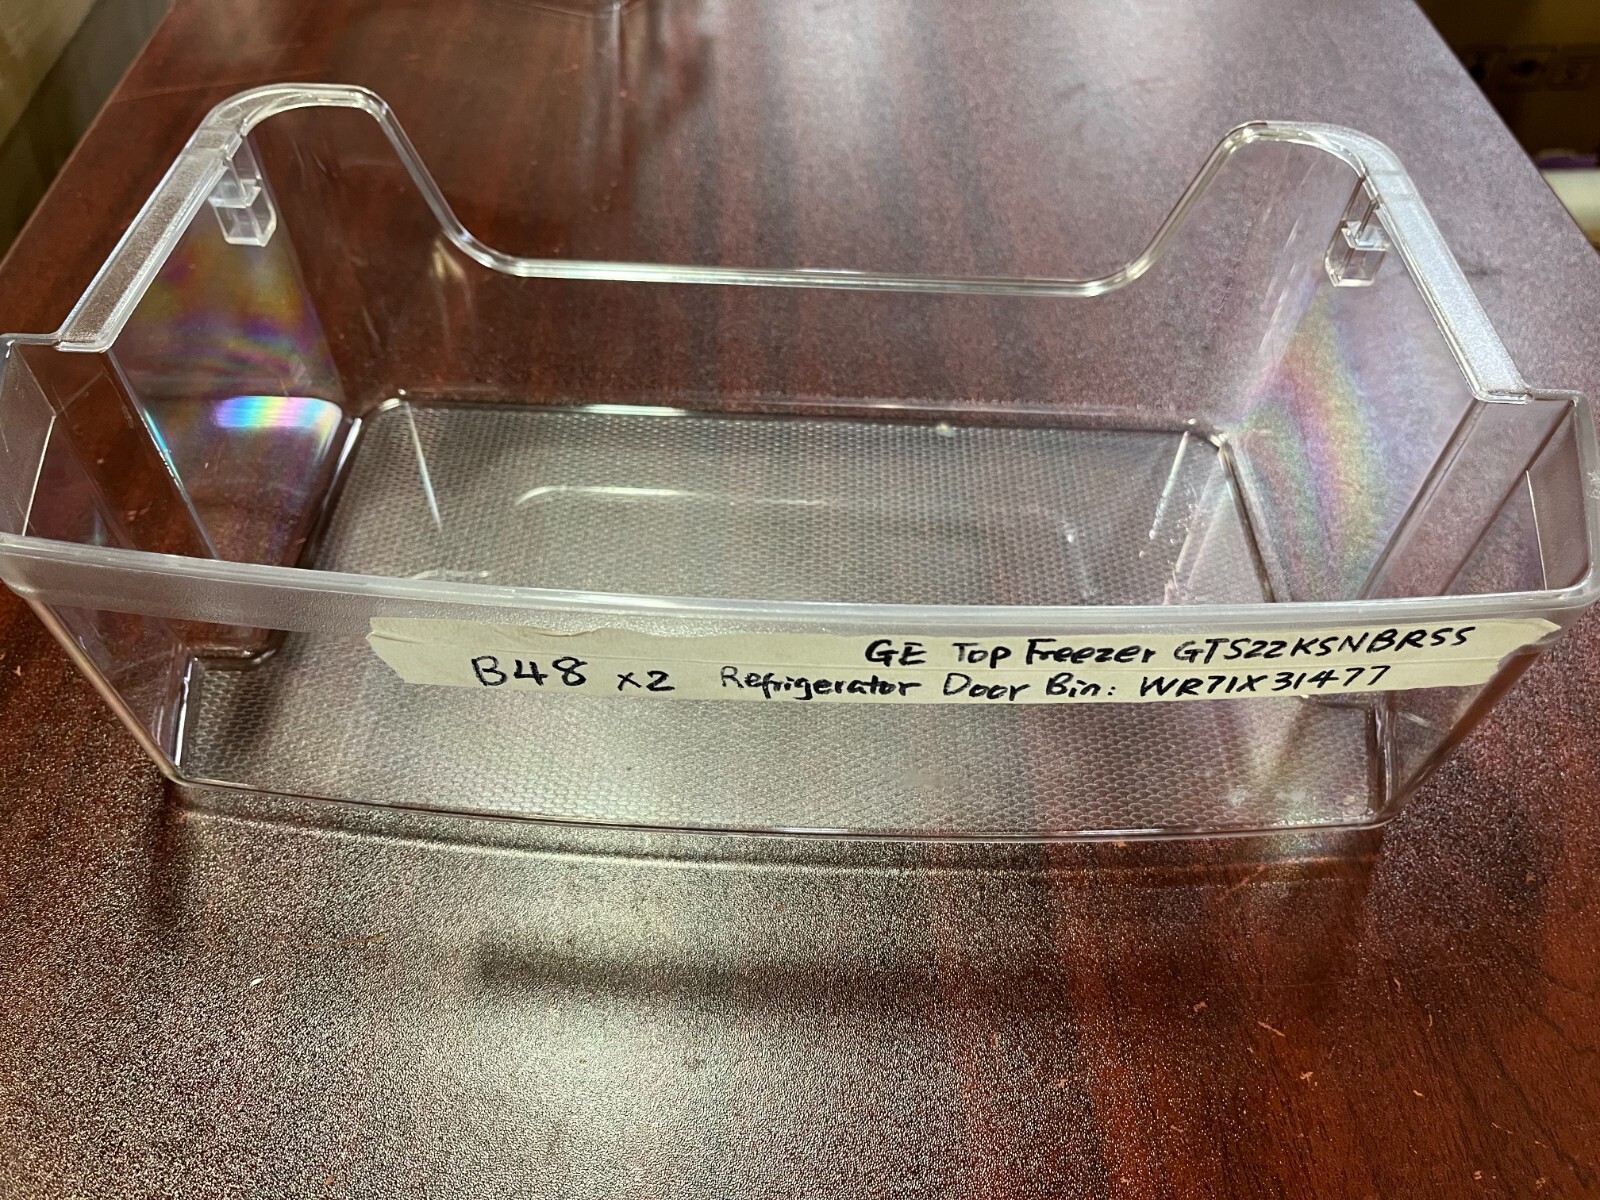 GE Top Freezer GTS22KSNBRSS
B48 x2 Refrigerator Door Bin: WR71X31477